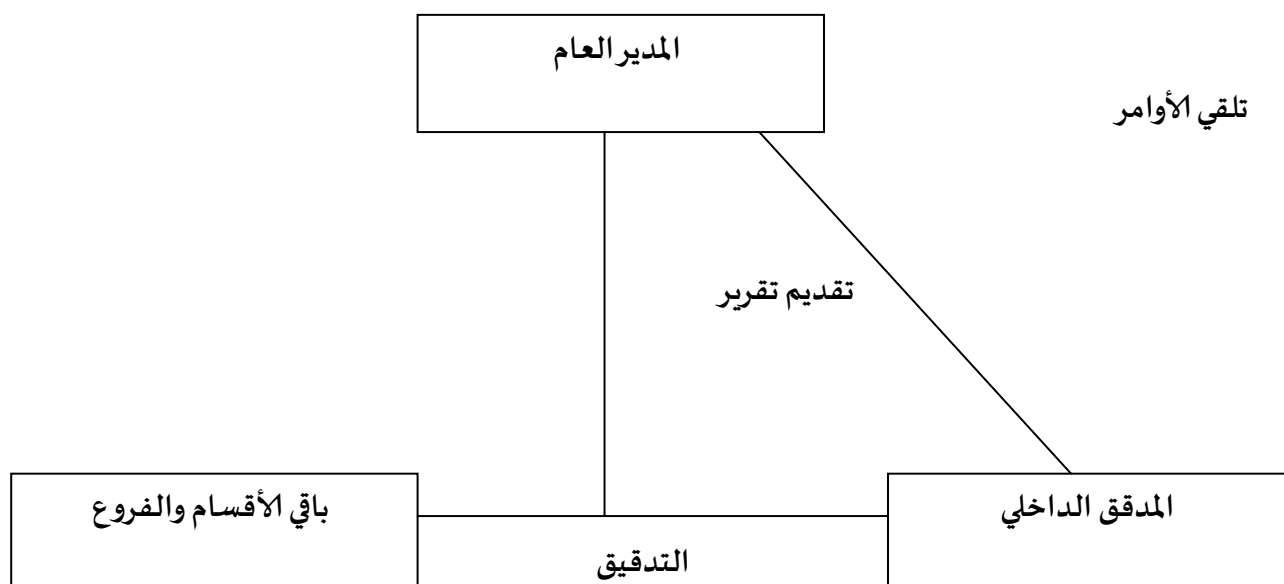 المدير العام
تلقي الأوامر
تقديم تقرير
المدقق الداخلي
باقي الأقسام والفروع
التدقيق